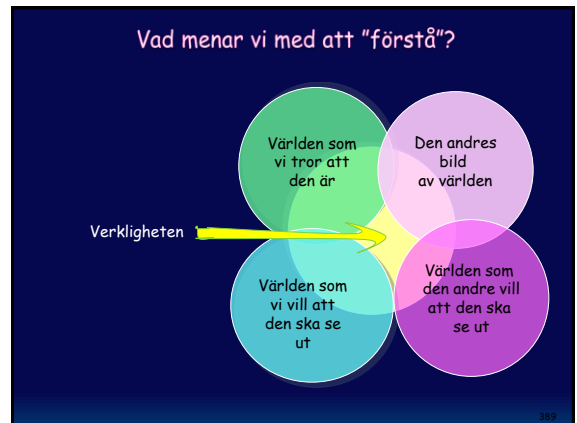 Vad menar vi med att ”förstå”?
Världen som
vi tror att
den är
Den andres
bild
av världen
Verkligheten
Världen som
vi vill att
den ska se
ut
Världen som
den andre vill
att den ska
se ut
389